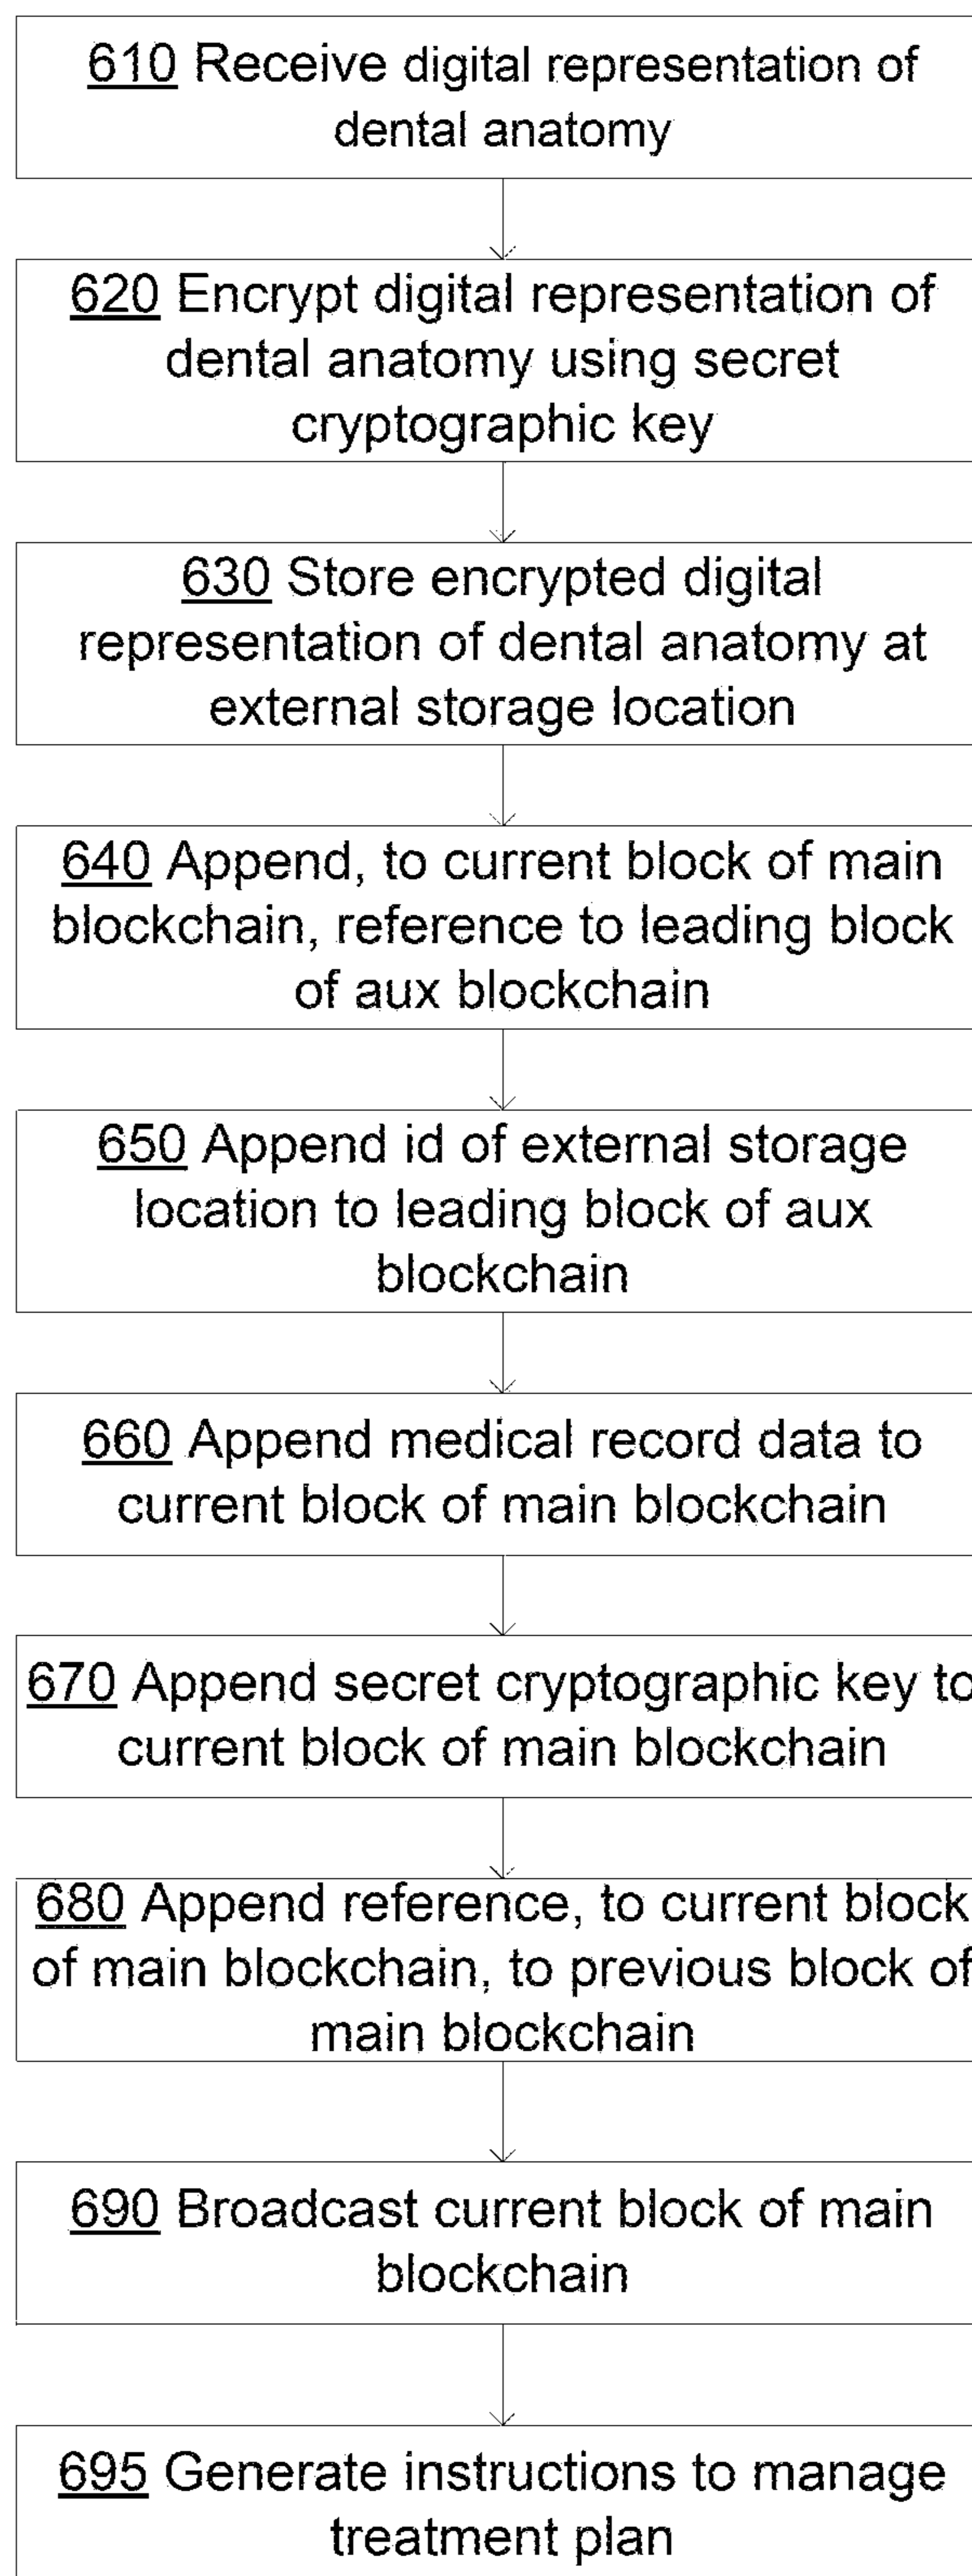 610 Receive digital representation of
dental anatomy
620 Encrypt digital representation of
dental anatomy using secret
cryptographic key
630 Store encrypted digital
representation of dental anatomy at
external storage location
640 Append, to current block of main
blockchain, reference to leading block
of aux blockchain
650 Append id of external storage
location to leading block of aux
blockchain
660 Append medical record data to
current block of main blockchain
670 Append secret cryptographic key to
current block of main blockchain
680 Append reference, to current block
of main blockchain, to previous block of
main blockchain
690 Broadcast current block of main
blockchain
695 Generate instructions to manage
treatment plan